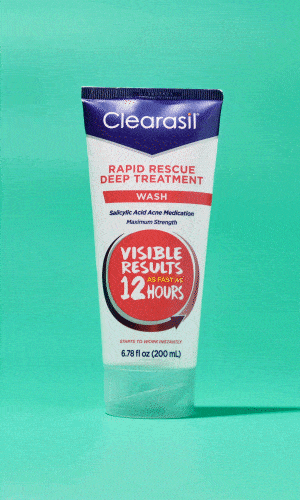 Clearasil
RAPID RESCUE
DEEP TREATMENT
WASH
Salicylic Acid Acne Medication
Maximum Strength
VISIBLE
RESULTS
AS FAST AS
12 HOURS
STARTS TO WORK INSTANTLY
6.78 fl oz (200 mL)